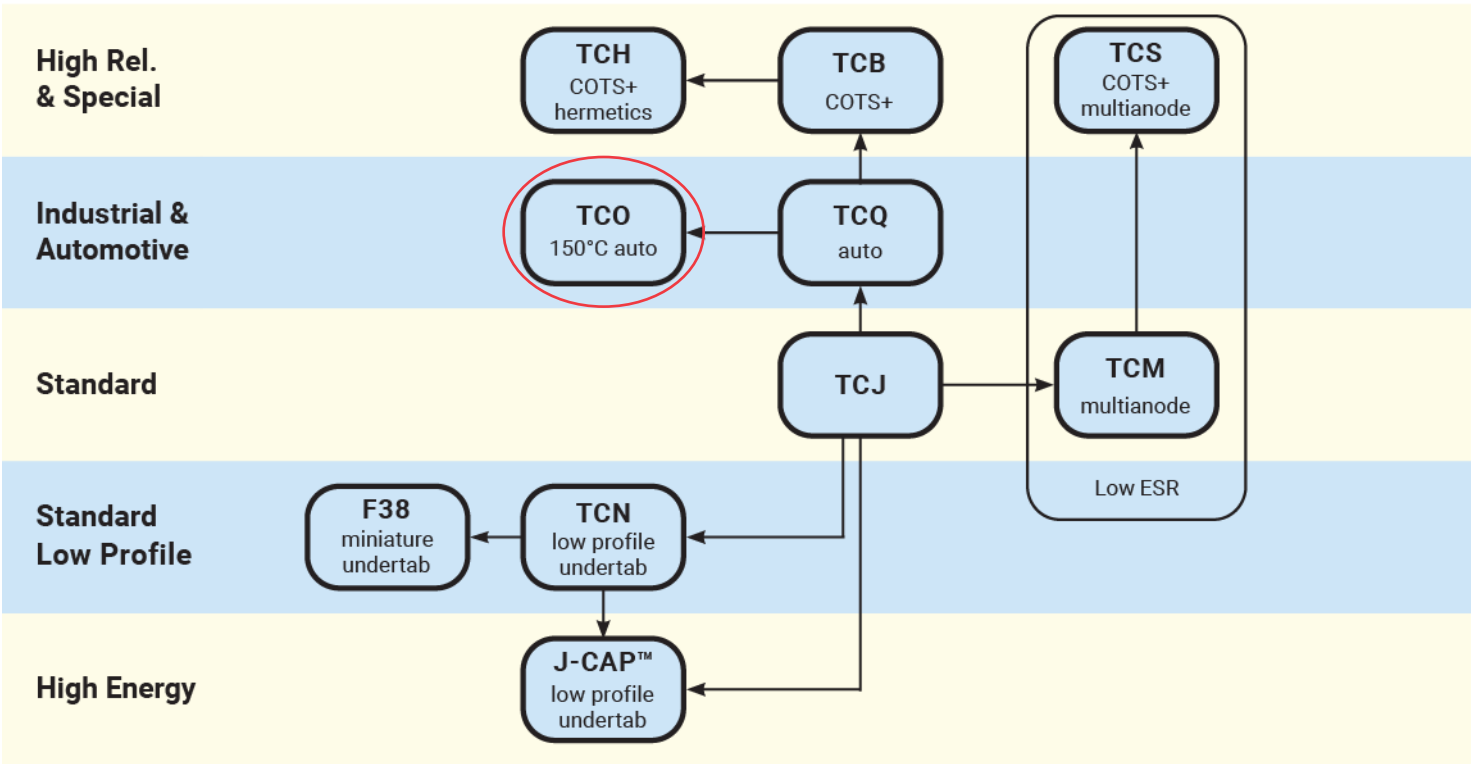 High Rel.
& Special
TCH
COTS+
hermetics
TCB
COTS+
TCS
COTS+
multianode
Industrial &
Automotive
TCO
150°C auto
TCQ
auto
Standard
TCJ
TCM
multianode
Low ESR
Standard
Low Profile
F38
miniature
undertab
TCN
low profile
undertab
High Energy
J-CAP™
low profile
undertab